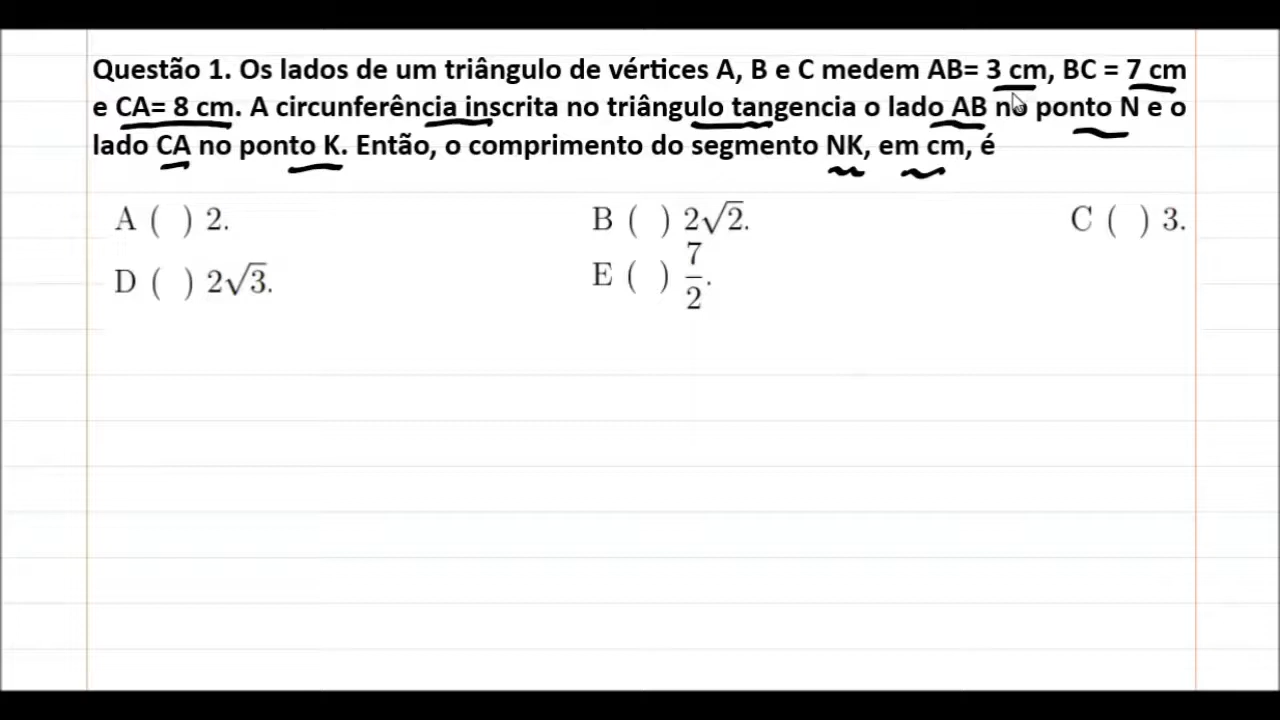 Questão 1. Os lados de um triângulo de vértices A, B e C medem AB= 3 cm, BC = 7 cm
e CA= 8 cm. A circunferência inscrita no triângulo tangencia o lado AB no ponto N e o
lado CA no ponto K. Então, o comprimento do segmento NK, em cm, é
A ( ) 2. B ( ) 2√2. C ( ) 3.
D ( ) 2√3. E ( ) 7/2.